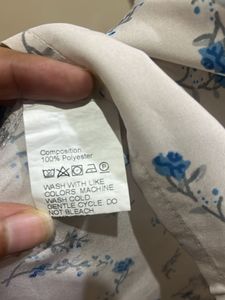 Composition
100% Polyester
WASH WITH LIKE
COLORS, MACHINE
WASH COLD
GENTLE CYCLE. DO
NOT BLEACH